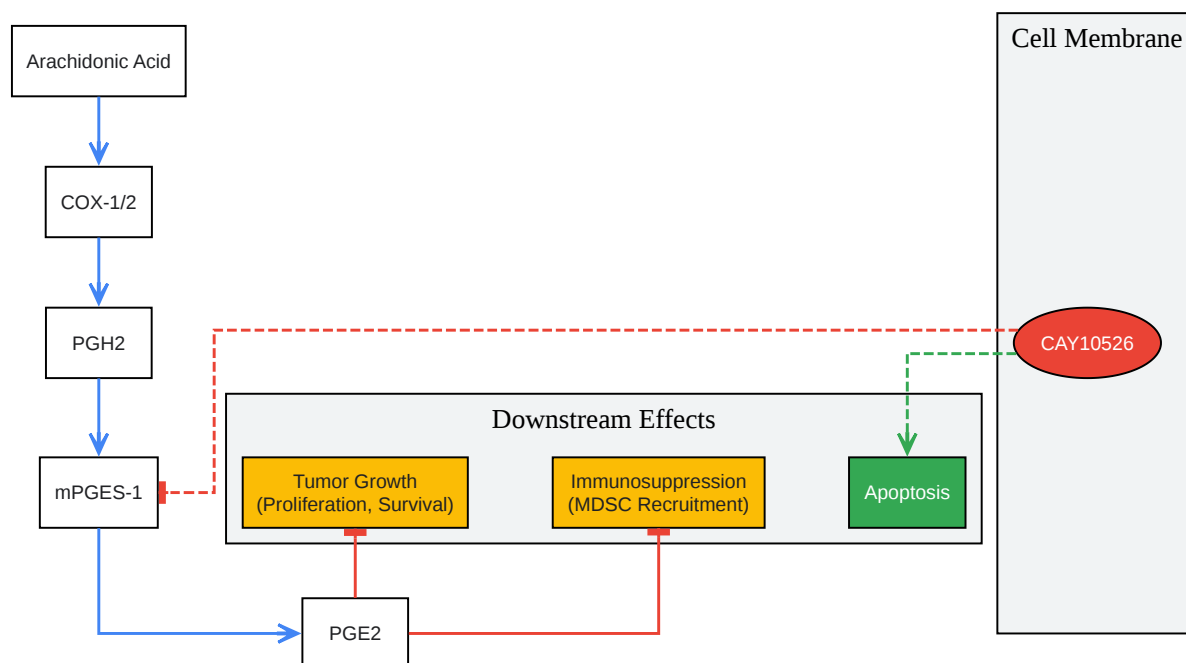 Arachidonic Acid
Cell Membrane
COX-1/2
PGH2
CAY10526
Downstream Effects
mPGES-1
Tumor Growth
(Proliferation, Survival)
Immunosuppression
(MDSC Recruitment)
Apoptosis
PGE2